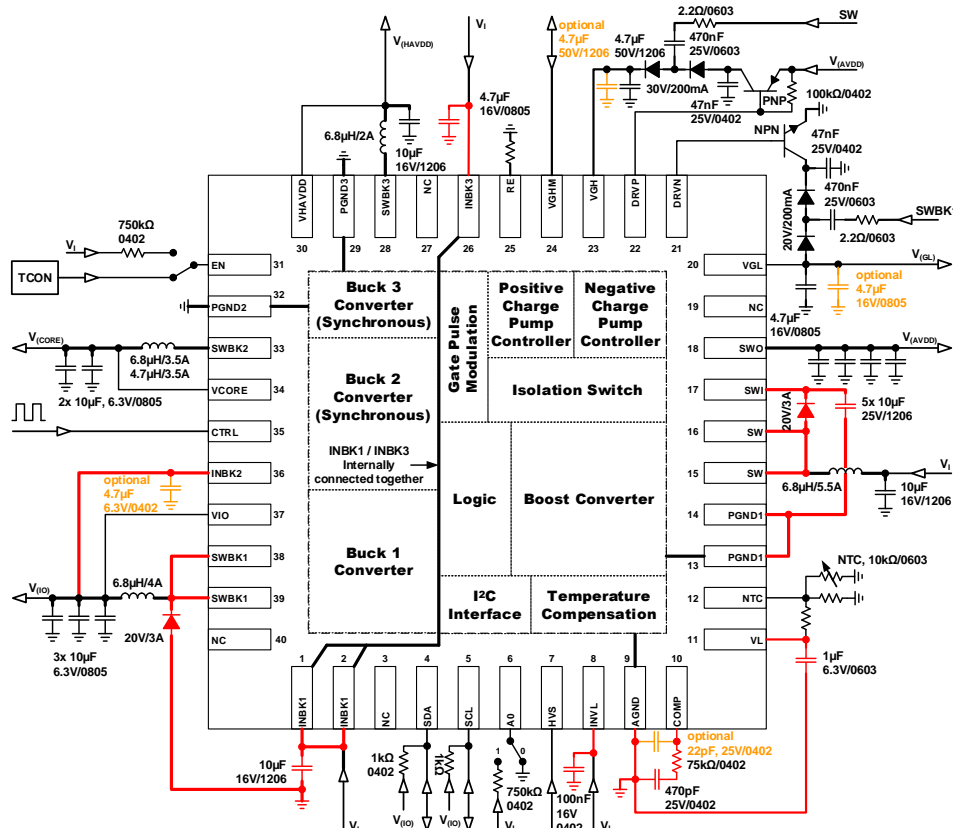 V(HAVDD)
V_I
optional
4.7µF
50V/1206
4.7µF
50V/1206
2.2Ω/0603
SW
470nF
25V/0603
V(AVDD)
30V/200mA
PNP
100kΩ/0402
47nF
25V/0402
4.7µF
16V/0805
6.8µH/2A
10µF
16V/1206
NPN
47nF
25V/0402
470nF
25V/0603
20V/200mA
SWBK1
2.2Ω/0603
VHAVDD
PGND3
SWBK3
NC
INBK3
RE
VGHM
VGH
DRVP
DRVN
30
29
28
27
26
25
24
23
22
21
750kΩ
0402
V_I
TCON
EN
31
PGND2
32
V(CORE)
SWBK2
33
6.8µH/3.5A
4.7µH/3.5A
VCORE
34
2x 10µF, 6.3V/0805
CTRL
35
INBK2
36
optional
4.7µF
6.3V/0402
VIO
37
SWBK1
38
V(IO)
6.8µH/4A
SWBK1
39
20V/3A
3x 10µF
6.3V/0805
NC
40
Buck 3
Converter
(Synchronous)
Buck 2
Converter
(Synchronous)
INBK1 / INBK3
Internally
connected together
Buck 1
Converter
Gate Pulse
Modulation
Positive
Charge
Pump
Controller
Negative
Charge
Pump
Controller
Isolation Switch
Logic
Boost Converter
I²C
Interface
Temperature
Compensation
20
VGL
V(GL)
optional
4.7µF
16V/0805
19
NC
4.7µF
16V/0805
18
SWO
V(AVDD)
17
SWI
20V/3A
5x 10µF
25V/1206
16
SW
15
SW
V_I
6.8µH/5.5A
10µF
16V/1206
14
PGND1
13
PGND1
NTC, 10kΩ/0603
12
NTC
11
VL
1µF
6.3V/0603
1
2
3
4
5
6
7
8
9
10
INBK1
INBK1
NC
SDA
SCL
A0
HVS
INVL
AGND
COMP
10µF
16V/1206
V_I
1kΩ
0402
V(IO)
1kΩ
V(IO)
1
0
750kΩ
0402
V_I
100nF
16V
0402
V_I
optional
22pF, 25V/0402
75kΩ/0402
470pF
25V/0402